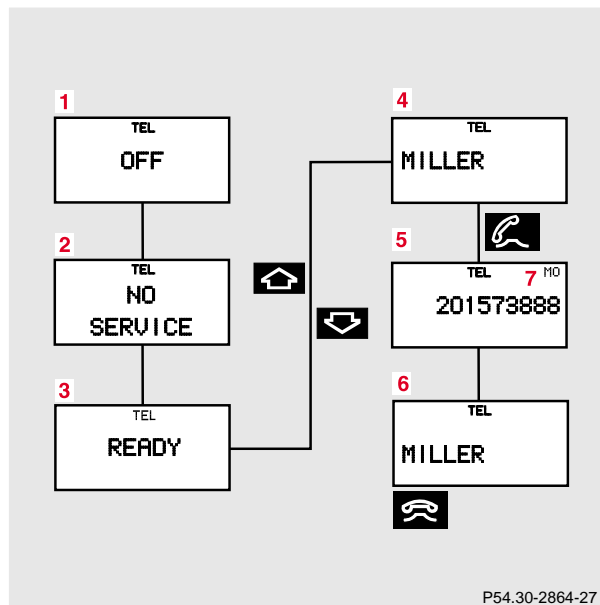 1
TEL
OFF
2
TEL
NO
SERVICE
3
TEL
READY
4
TEL
MILLER
5
TEL 7 MO
201573888
6
TEL
MILLER
P54.30-2864-27